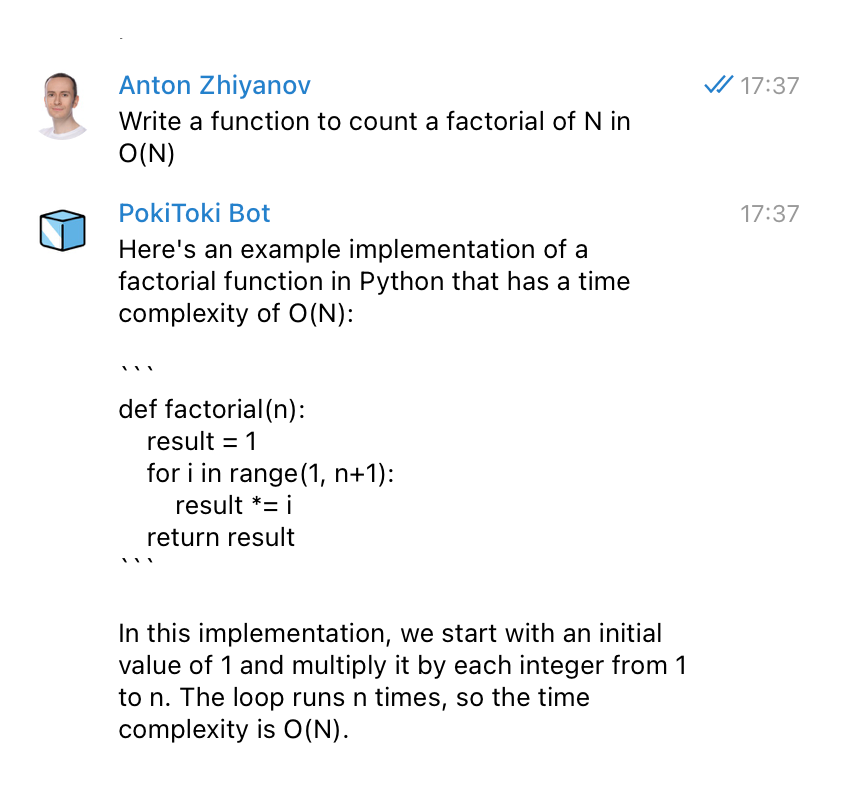 Anton Zhiyanov 17:37
Write a function to count a factorial of N in
O(N)
PokiToki Bot 17:37
Here's an example implementation of a
factorial function in Python that has a time
complexity of O(N):
```
def factorial(n):
    result = 1
    for i in range(1, n+1):
        result *= i
    return result
```
In this implementation, we start with an initial
value of 1 and multiply it by each integer from 1
to n. The loop runs n times, so the time
complexity is O(N).